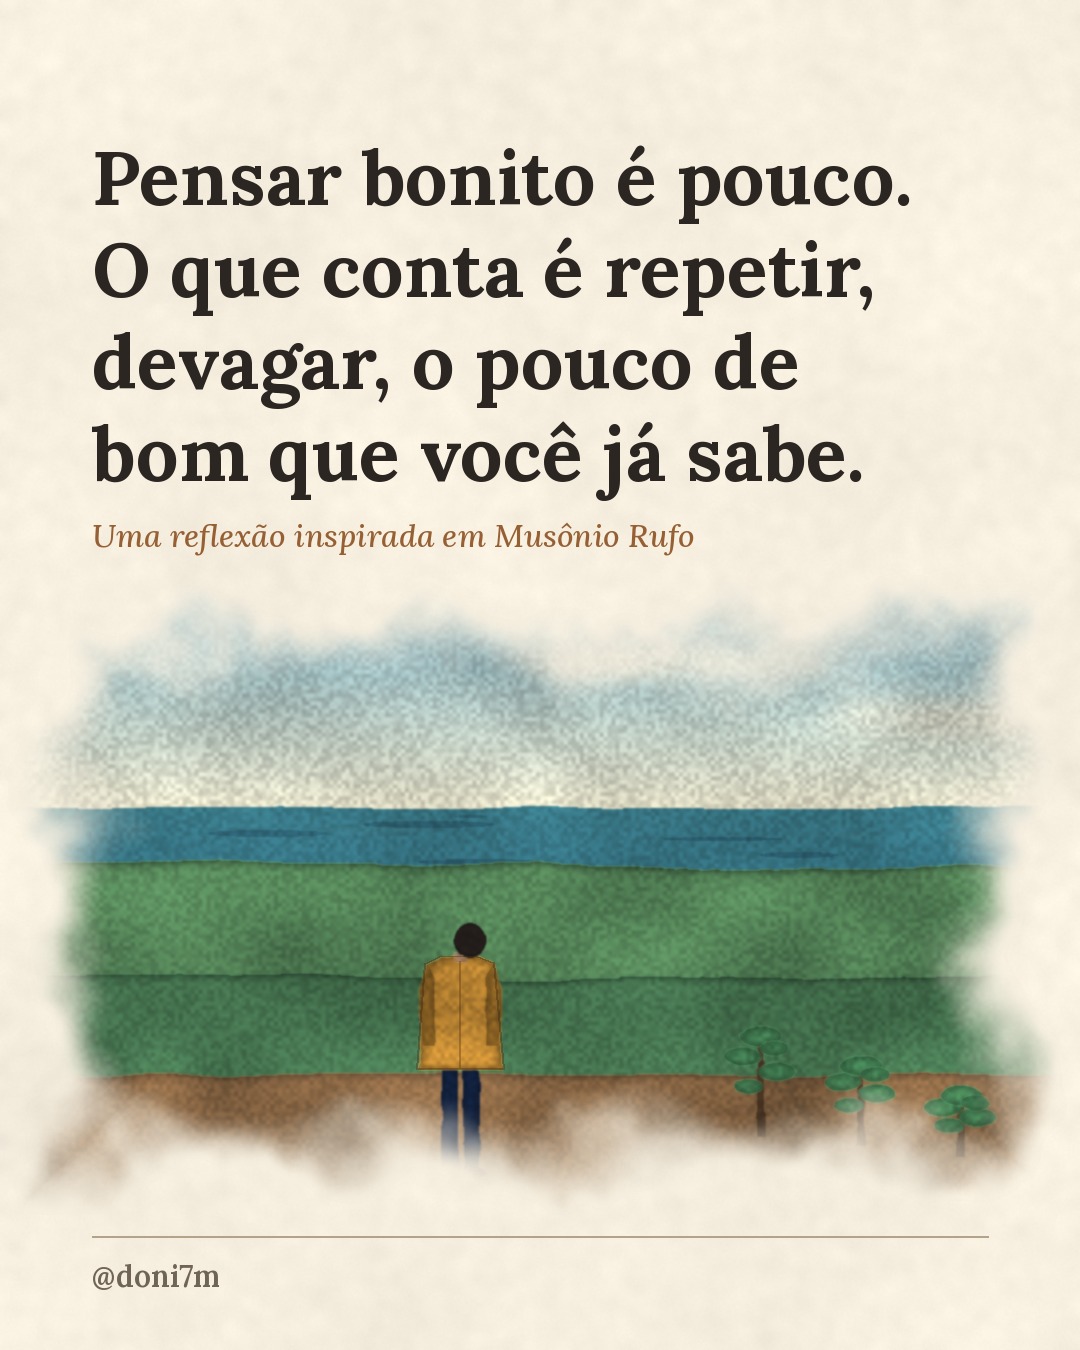 Pensar bonito é pouco.
O que conta é repetir,
devagar, o pouco de
bom que você já sabe.
Uma reflexão inspirada em Musônio Rufo
@doni7m